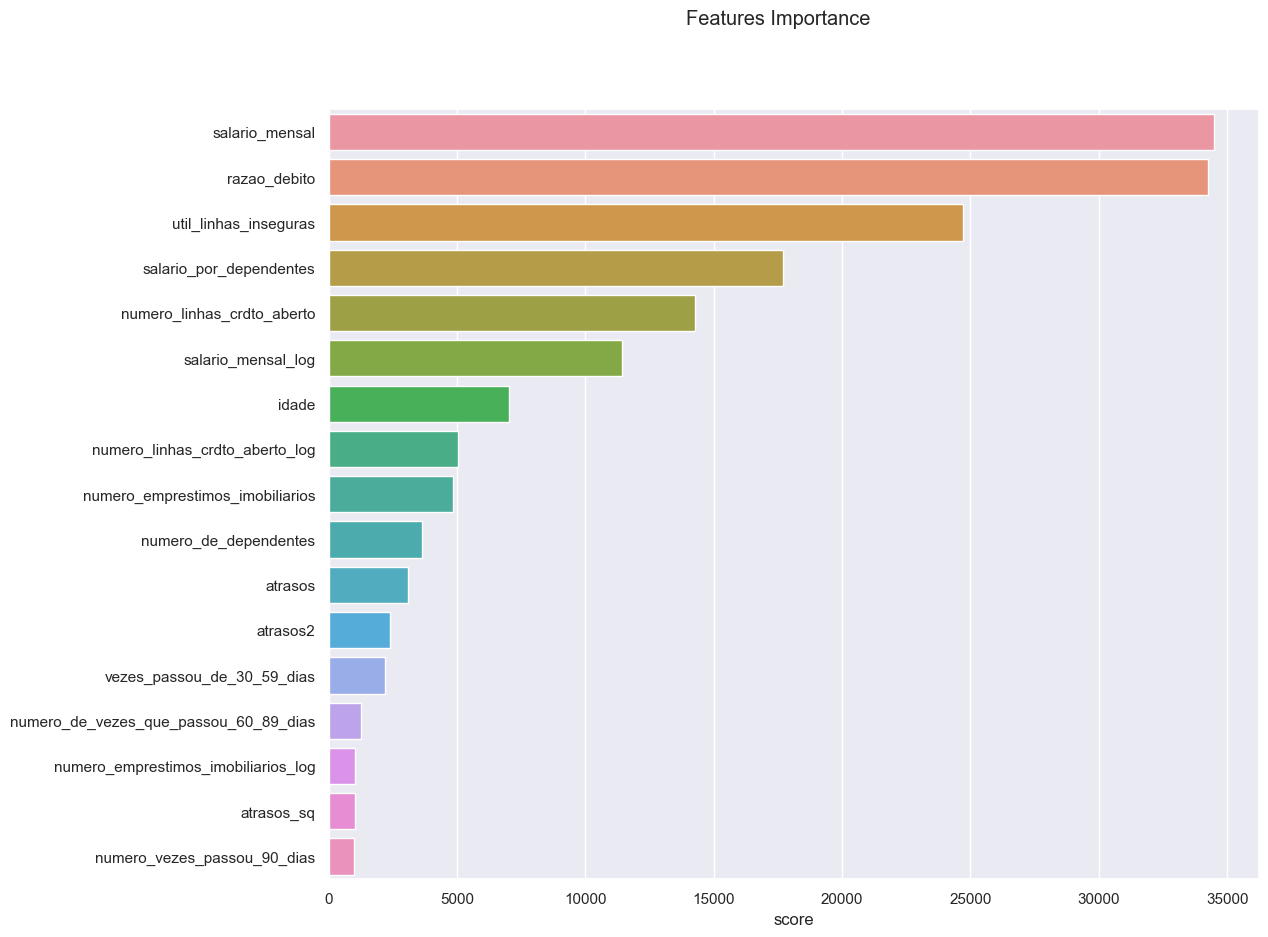 Features Importance
salario_mensal
razao_debito
util_linhas_inseguras
salario_por_dependentes
numero_linhas_crdto_aberto
salario_mensal_log
idade
numero_linhas_crdto_aberto_log
numero_emprestimos_imobiliarios
numero_de_dependentes
atrasos
atrasos2
vezes_passou_de_30_59_dias
numero_de_vezes_que_passou_60_89_dias
numero_emprestimos_imobiliarios_log
atrasos_sq
numero_vezes_passou_90_dias
0 5000 10000 15000 20000 25000 30000 35000
score